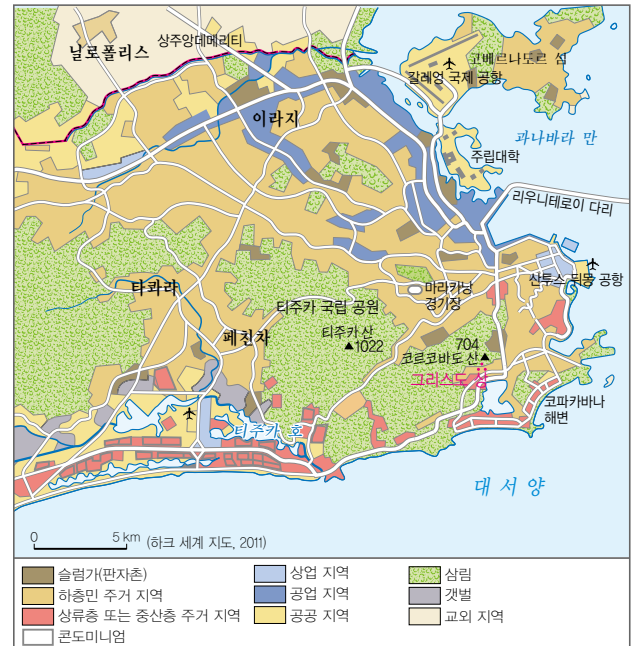 닐로폴리스
상주앙데메리티
고베르나도르 섬
갈레엉 국제 공항
이라지
과나바라 만
주립대학
리우니테로이 다리
타콰라
산투스 뒤몽 공항
마라카낭
경기장
티주카 국립 공원
티주카 산
▲1022
페친차
704
코르코바도 산▲
그리스도 상
코파카바나
해변
티주카 호
대서양
0 5 km (하크 세계 지도, 2011)
슬럼가(판자촌)
하층민 주거 지역
상류층 또는 중산층 주거 지역
콘도미니엄
상업 지역
공업 지역
공공 지역
삼림
갯벌
교외 지역